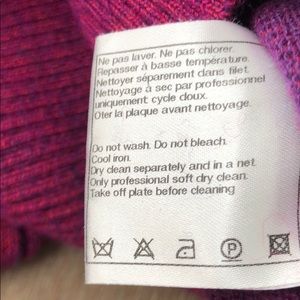 Ne pas laver. Ne pas chlorer.
Repasser à basse température.
Nettoyer séparement dans filet.
Nettoyage à sec par professionnel
uniquement: cycle doux.
Oter la plaque avant nettoyage.
Do not wash. Do not bleach.
Cool iron.
Dry clean separately and in a net.
Only professional soft dry clean.
Take off plate before cleaning
P